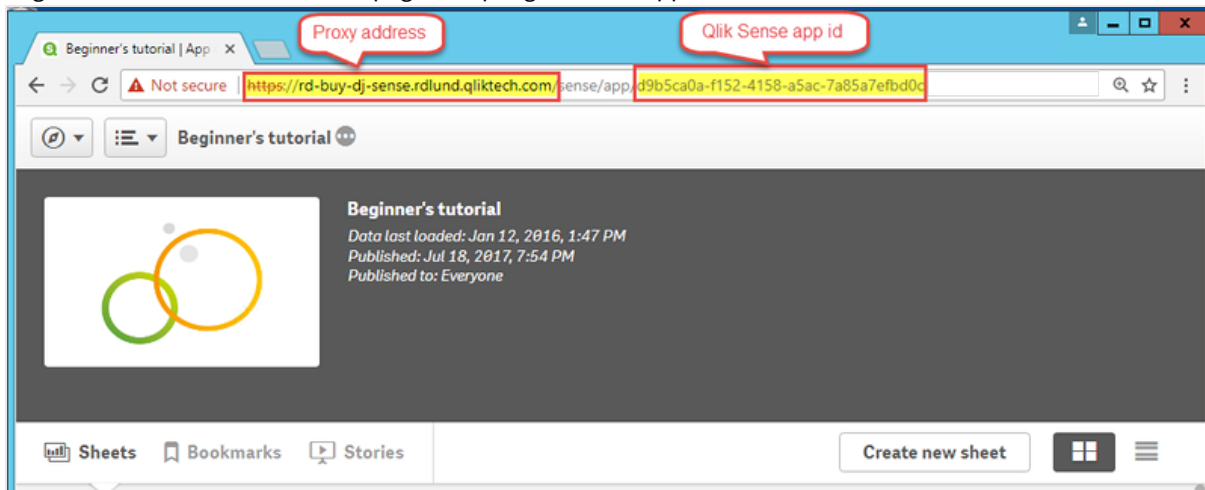 Proxy address
Qlik Sense app id
Beginner's tutorial | App
Not secure | https://rd-buy-dj-sense.rdlund.qliktech.com/sense/app/d9b5ca0a-f152-4158-a5ac-7a85a7efbd0c
Beginner's tutorial
Beginner's tutorial
Data last loaded: Jan 12, 2016, 1:47 PM
Published: Jul 18, 2017, 7:54 PM
Published to: Everyone
Sheets Bookmarks Stories Create new sheet